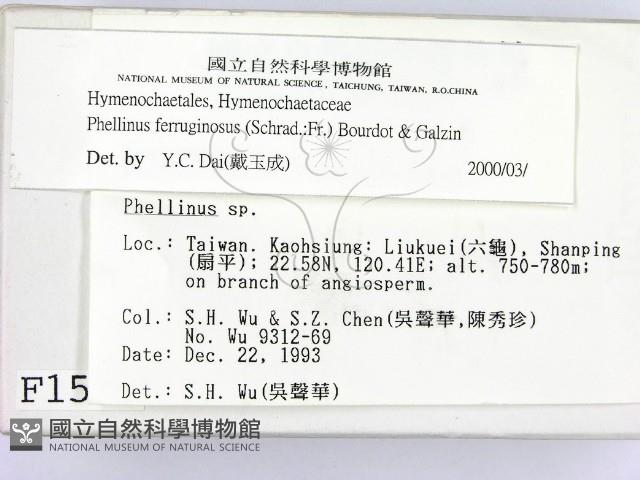 國立自然科學博物館
NATIONAL MUSEUM OF NATURAL SCIENCE, TAICHUNG, TAIWAN, R.O.CHINA
Hymenochaetales, Hymenochaetaceae
Phellinus ferruginosus (Schrad.:Fr.) Bourdot & Galzin
Det. by Y.C. Dai(戴玉成) 2000/03/
Phellinus sp.
Loc.: Taiwan. Kaohsiung: Liukuei(六龜), Shanping
(扇平); 22.58N, 120.41E; alt. 750-780m;
on branch of angiosperm.
Col.: S.H. Wu & S.Z. Chen(吳聲華,陳秀珍)
No. Wu 9312-69
Date: Dec. 22, 1993
Det.: S.H. Wu(吳聲華)
F15
國立自然科學博物館
NATIONAL MUSEUM OF NATURAL SCIENCE